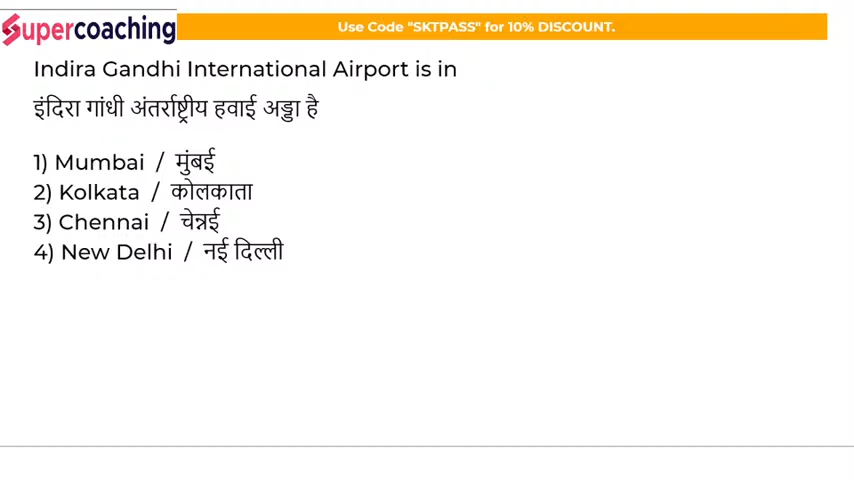 Supercoaching
Use Code "SKTPASS" for 10% DISCOUNT.
Indira Gandhi International Airport is in
इंदिरा गांधी अंतर्राष्ट्रीय हवाई अड्डा है
1) Mumbai / मुंबई
2) Kolkata / कोलकाता
3) Chennai / चेन्नई
4) New Delhi / नई दिल्ली